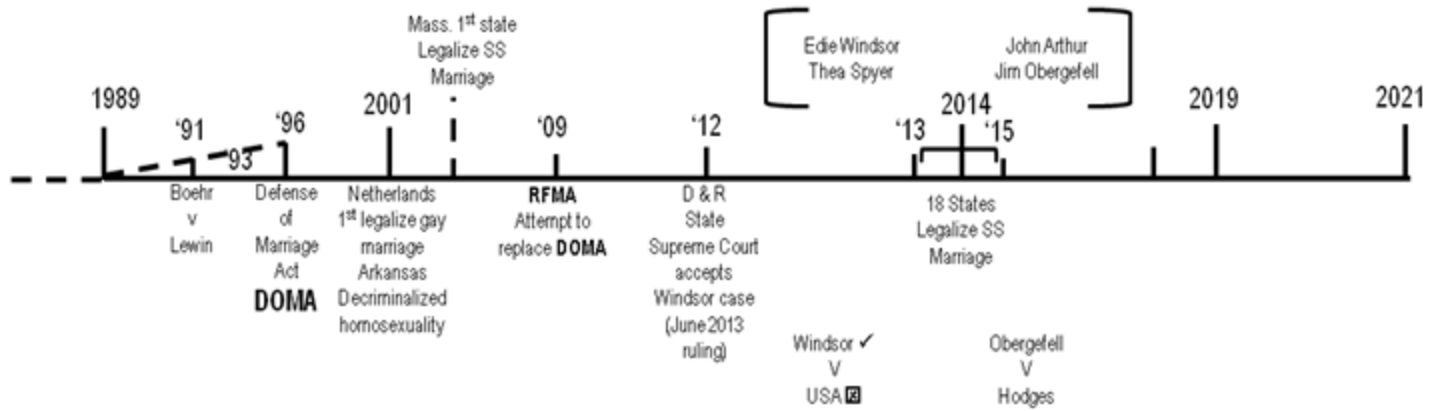 Mass. 1st state
Legalize SS
Marriage
Edie Windsor
Thea Spyer
John Arthur
Jim Obergefell
1989
‘91
93
‘96
2001
‘09
‘12
‘13
2014
‘15
2019
2021
Boehr
v
Lewin
Defense
of
Marriage
Act
DOMA
Netherlands
1st legalize gay
marriage
Arkansas
Decriminalized
homosexuality
RFMA
Attempt to
replace DOMA
D & R
State
Supreme Court
accepts
Windsor case
(June 2013
ruling)
18 States
Legalize SS
Marriage
Windsor ✓
V
USA ☒
Obergefell
V
Hodges